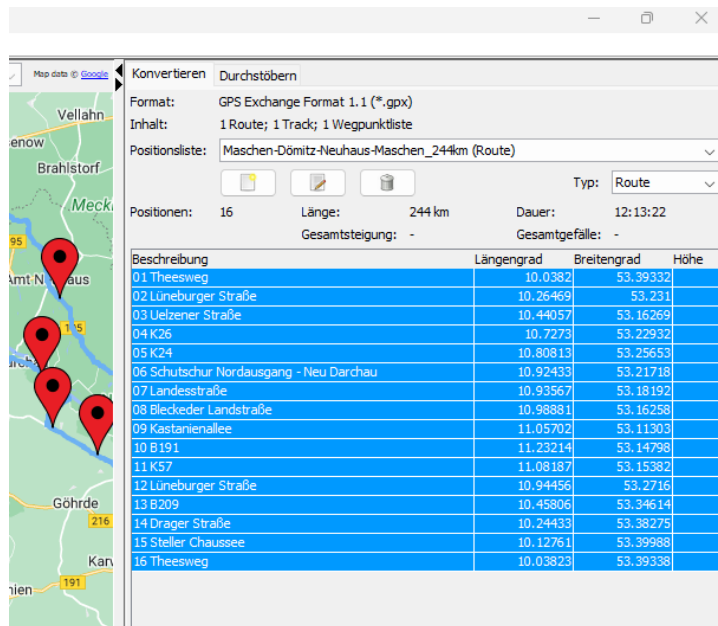 Map data © Google
Vellahn
enow
Brahlstorf
Meckl
95
Amt N aus
195
Göhrde
216
Karv
191
nien
Konvertieren
Durchstöbern
Format: GPS Exchange Format 1.1 (*.gpx)
Inhalt: 1 Route; 1 Track; 1 Wegpunktliste
Positionsliste: Maschen-Dömitz-Neuhaus-Maschen_244km (Route)
Typ: Route
Positionen: 16 Länge: 244 km Dauer: 12:13:22
Gesamtsteigung: - Gesamtgefälle: -
Beschreibung Längengrad Breitengrad Höhe
01 Theesweg 10.0382 53.39332
02 Lüneburger Straße 10.26469 53.231
03 Uelzener Straße 10.44057 53.16269
04 K26 10.7273 53.22932
05 K24 10.80813 53.25653
06 Schutschur Nordausgang - Neu Darchau 10.92433 53.21718
07 Landesstraße 10.93567 53.18192
08 Bleckeder Landstraße 10.98881 53.16258
09 Kastanienallee 11.05702 53.11303
10 B191 11.23214 53.14798
11 K57 11.08187 53.15382
12 Lüneburger Straße 10.94456 53.2716
13 B209 10.45806 53.34614
14 Drager Straße 10.24433 53.38275
15 Steller Chaussee 10.12761 53.39988
16 Theesweg 10.03823 53.39338